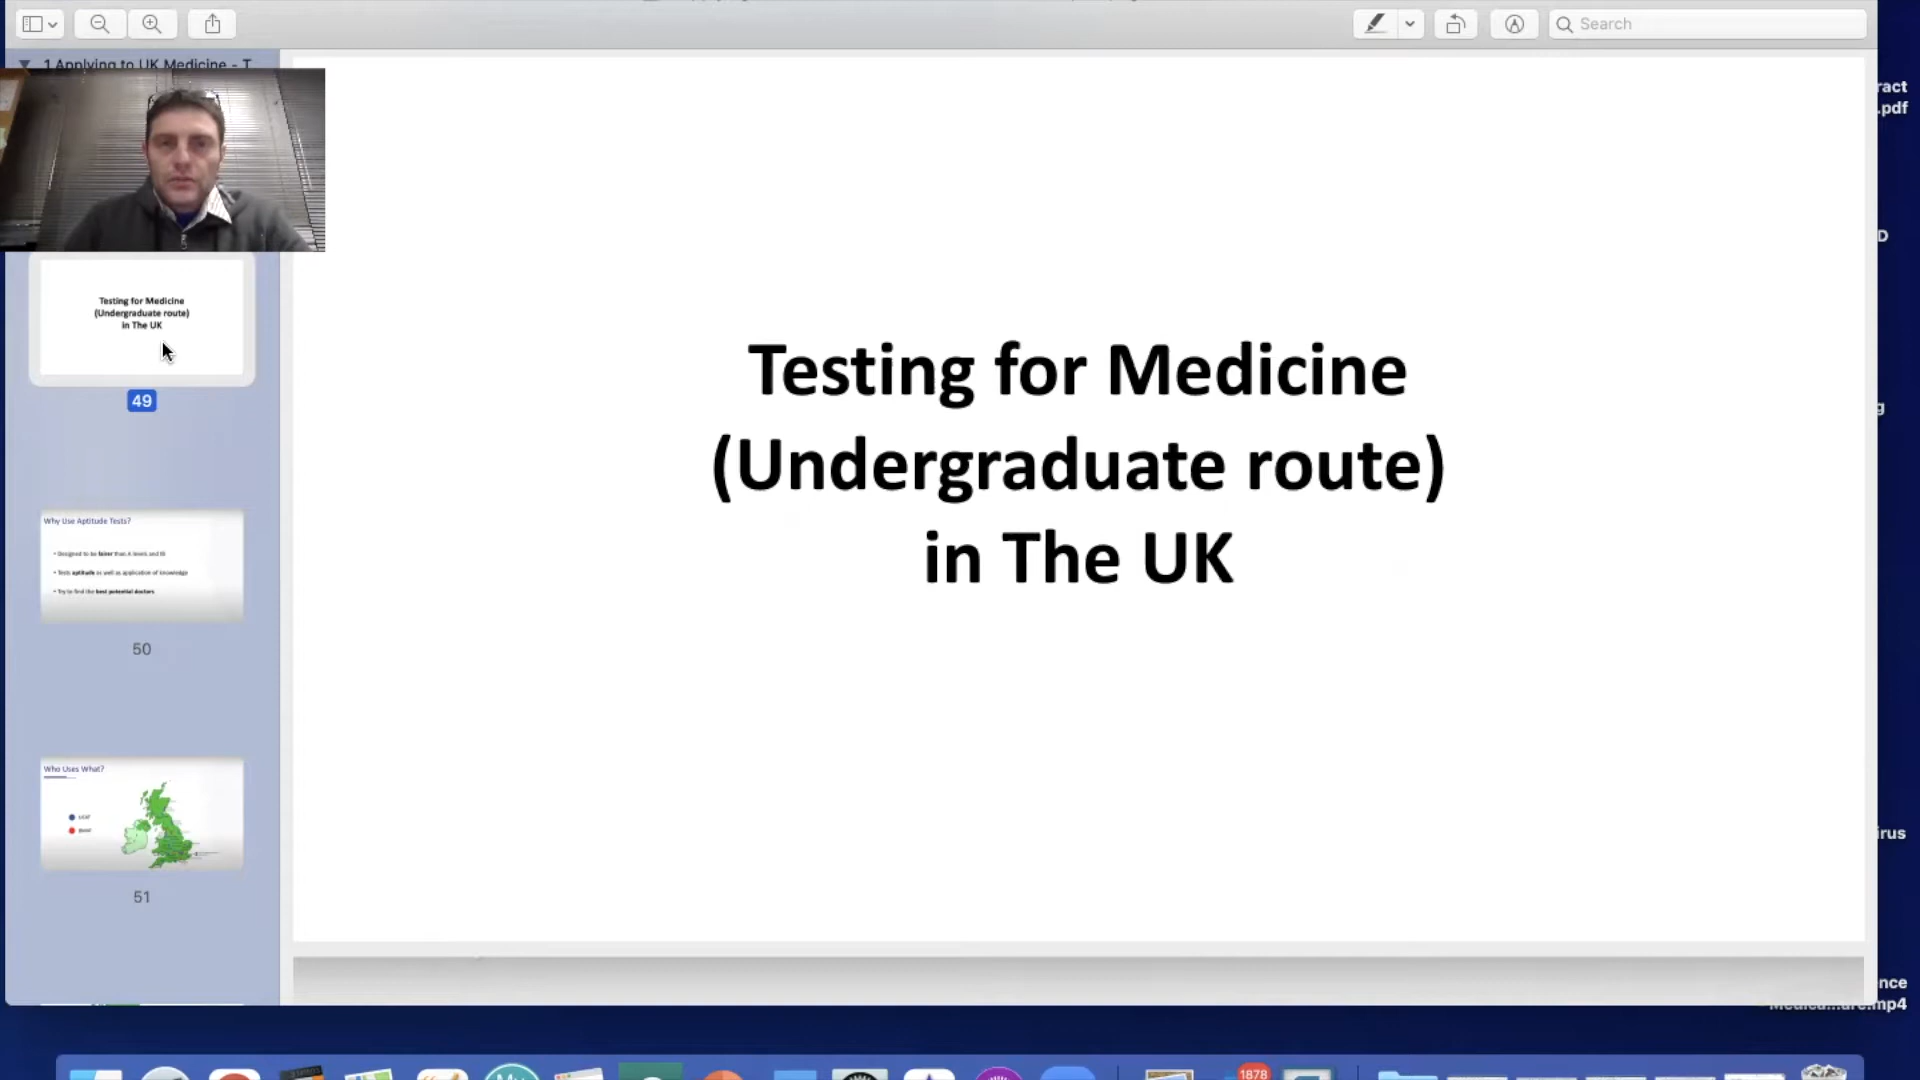 Search
1 Applying to UK Medicine - T
Testing for Medicine
(Undergraduate route)
in The UK
49
Why Use Aptitude Tests?
• Designed to be fairer than A levels and IB
• Tests aptitude as well as application of knowledge
• Try to find the best potential doctors
50
Who Uses What?
UCAT
BMAT
51
Testing for Medicine
(Undergraduate route)
in The UK
ract
.pdf
D
g
irus
nce
.mp4
1878